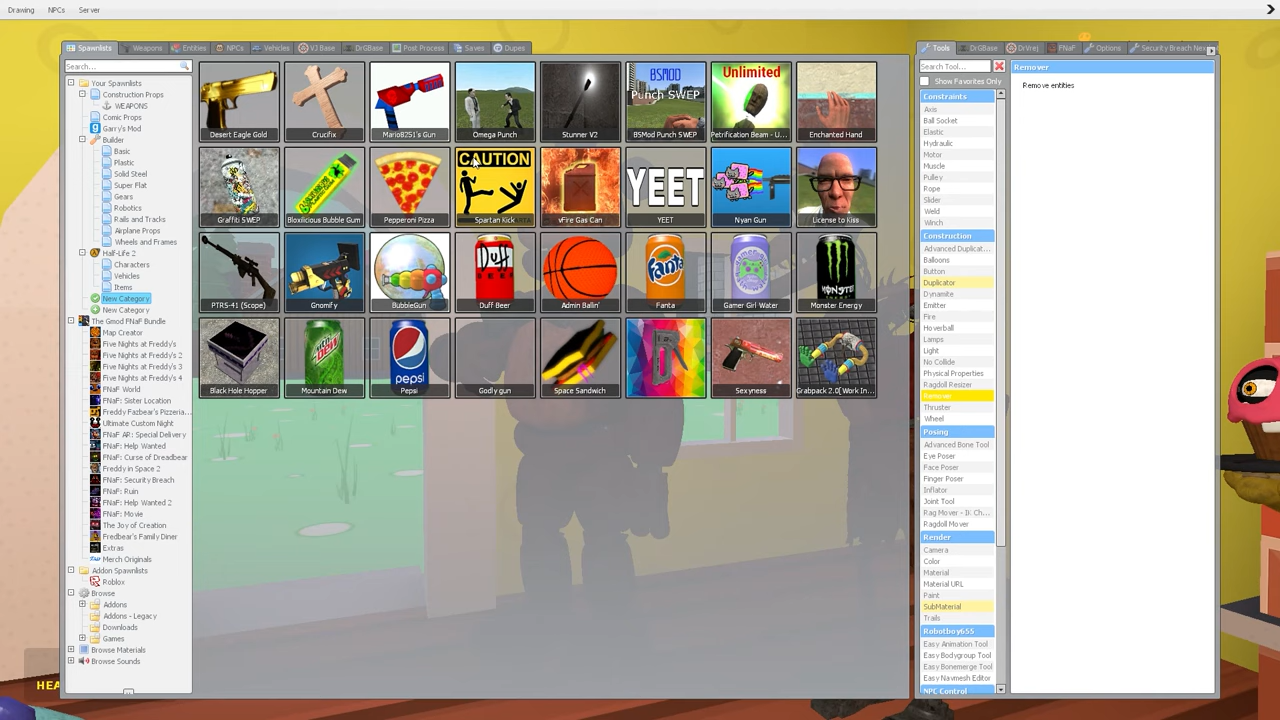 Drawing NPCs Server
Spawnlists Weapons Entities NPCs Vehicles VJ Base DrGBase Post Process Saves Dupes
Search...
Your Spawnlists
Construction Props
WEAPONS
Comic Props
Garry's Mod
Builder
Basic
Plastic
Solid Steel
Super Flat
Gears
Robotics
Rails and Tracks
Airplane Props
Wheels and Frames
Half-Life 2
Characters
Vehicles
Items
New Category
New Category
The Gmod FNaF Bundle
Map Creator
Five Nights at Freddy's
Five Nights at Freddy's 2
Five Nights at Freddy's 3
Five Nights at Freddy's 4
FNaF World
FNaF: Sister Location
Freddy Fazbear's Pizzeria...
Ultimate Custom Night
FNaF AR: Special Delivery
FNaF: Help Wanted
FNaF: Curse of Dreadbear
Freddy in Space 2
FNaF: Security Breach
FNaF: Ruin
FNaF: Help Wanted 2
FNaF: Movie
The Joy of Creation
Fredbear's Family Diner
Extras
Merch Originals
Addon Spawnlists
Roblox
Browse
Addons
Addons - Legacy
Downloads
Games
Browse Materials
Browse Sounds
HEA
BSMOD
Punch SWEP
Unlimited
Desert Eagle Gold Crucifix Mario8251's Gun Omega Punch Stunner V2 BSMod Punch SWEP Petrification Beam - U... Enchanted Hand
CAUTION
YEET
Graffiti SWEP Bloxilicious Bubble Gum Pepperoni Pizza Spartan Kick vFire Gas Can YEET Nyan Gun License to Kiss
Duff
Fanta
MONSTER
PTRS-41 (Scope) Gnomify BubbleGun Duff Beer Admin Ballin' Fanta Gamer Girl Water Monster Energy
pepsi
Black Hole Hopper Mountain Dew Pepsi Godly gun Space Sandwich Sexyness Grabpack 2.0[ Work In...
Tools DrGBase DrVrej FNaF Options Security Breach Nex
Search Tool...
Show Favorites Only
Constraints
Axis
Ball Socket
Elastic
Hydraulic
Motor
Muscle
Pulley
Rope
Slider
Weld
Winch
Construction
Advanced Duplicat...
Balloons
Button
Duplicator
Dynamite
Emitter
Fire
Hoverball
Lamps
Light
No Collide
Physical Properties
Ragdoll Resizer
Remover
Thruster
Wheel
Posing
Advanced Bone Tool
Eye Poser
Face Poser
Finger Poser
Inflator
Joint Tool
Rag Mover - IK Ch...
Ragdoll Mover
Render
Camera
Color
Material
Material URL
Paint
SubMaterial
Trails
Robotboy655
Easy Animation Tool
Easy Bodygroup Tool
Easy Bonemerge Tool
Easy Navmesh Editor
NPC Control
Remover
Remove entities